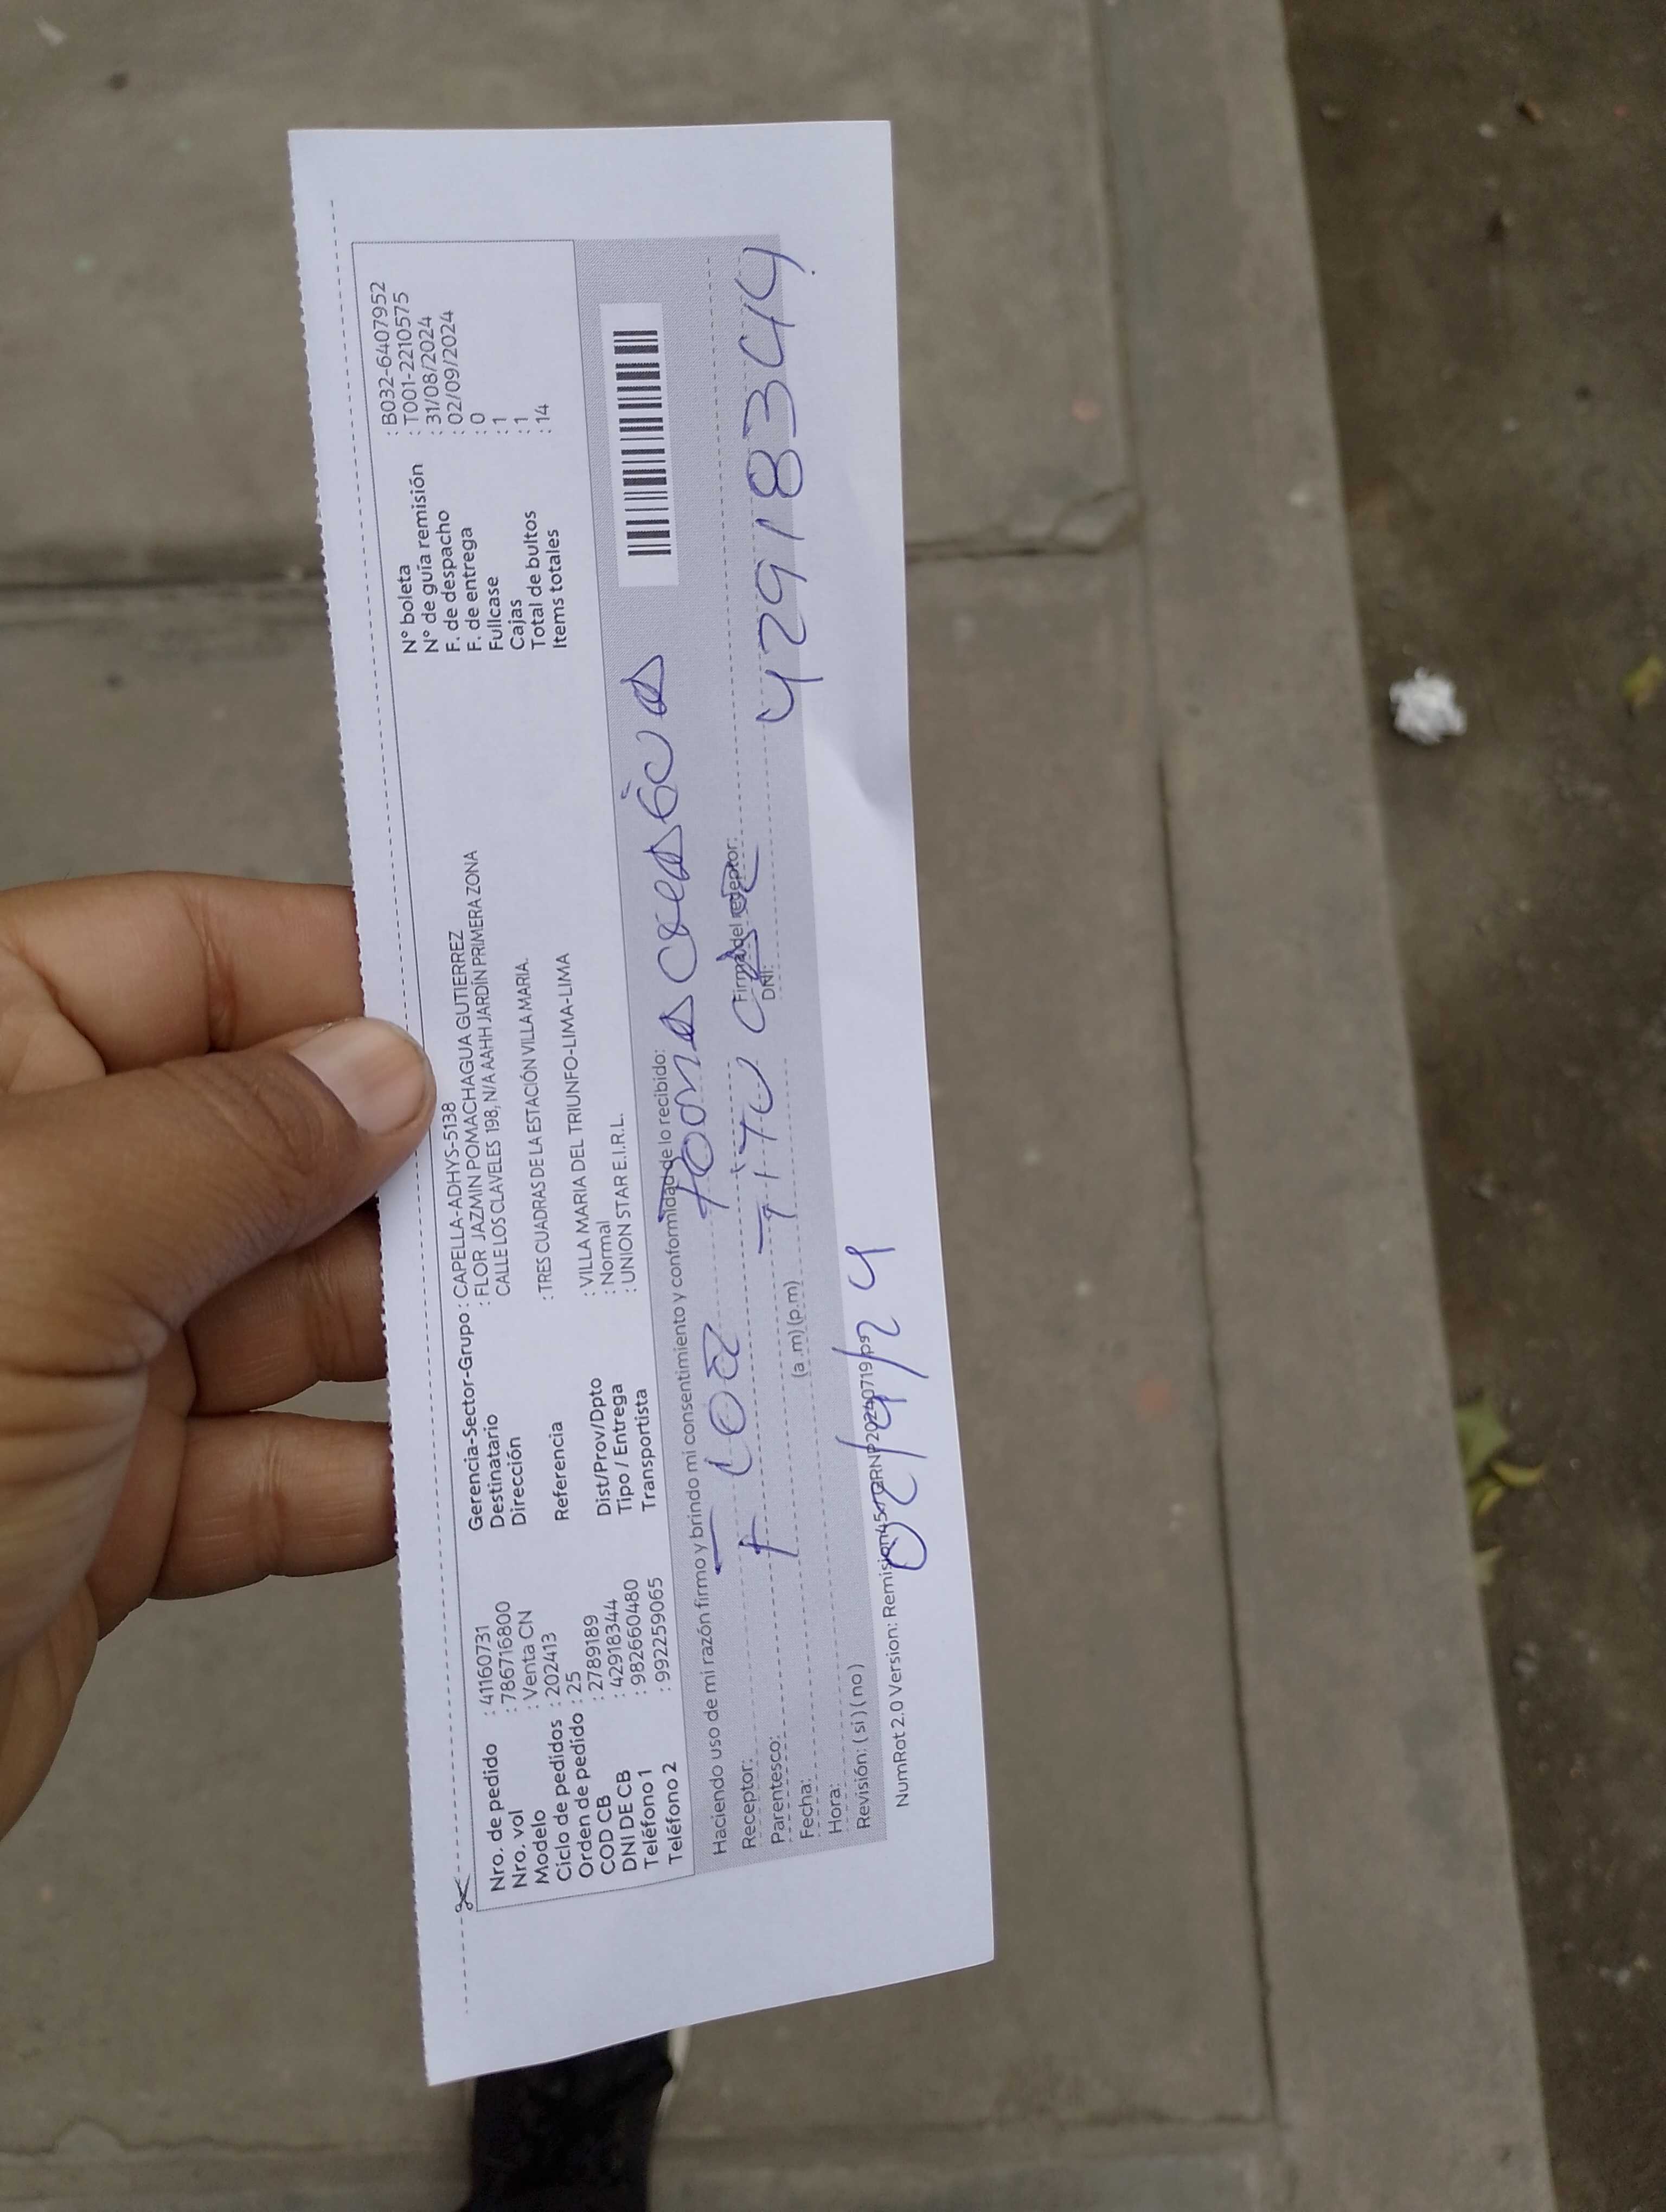 Nro. de pedido : 41160731
Nro. vol : 786716800
Modelo : Venta CN
Ciclo de pedidos : 202413
Orden de pedido : 25
COD CB : 2789189
DNI DE CB : 42918344
Teléfono 1 : 982660480
Teléfono 2 : 992259065
Gerencia-Sector-Grupo : CAPELLA-ADHYS-5138
Destinatario : FLOR JAZMIN POMACHAGUA GUTIERREZ
Dirección CALLE LOS CLAVELES 198, N/A AAHH JARDÍN PRIMERA ZONA
Referencia : TRES CUADRAS DE LA ESTACIÓN VILLA MARIA.
Dist/Prov/Dpto : VILLA MARIA DEL TRIUNFO-LIMA-LIMA
Tipo / Entrega : Normal
Transportista : UNION STAR E.I.R.L.
N° boleta : B032-6407952
N° de guía remisión : T001-2210575
F. de despacho : 31/08/2024
F. de entrega : 02/09/2024
Fullcase : 0
Cajas : 1
Total de bultos : 1
Items totales : 14
Haciendo uso de mi razón firmo y brindo mi consentimiento y conformidad de lo recibido:
Receptor:
Parentesco:
Fecha:
Hora: (a .m) (p.m)
Revisión: ( si ) ( no )
Firma del receptor:
DNI:
42918344
02/9/24
NumRot 2.0 Version: